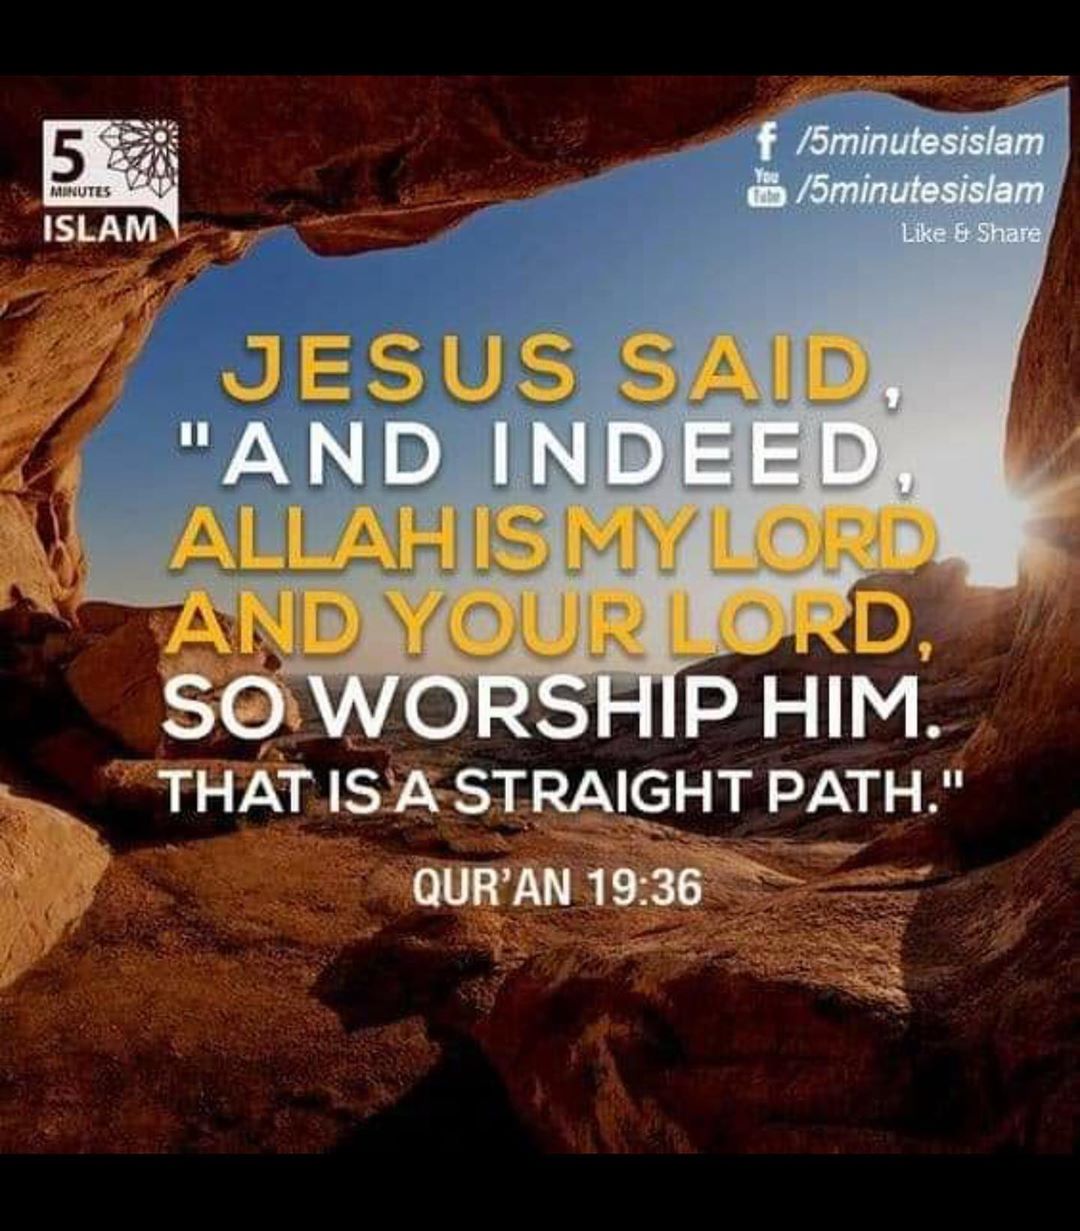 5
MINUTES
ISLAM
f /5minutesislam
You Tube /5minutesislam
Like & Share
JESUS SAID,
"AND INDEED,
ALLAH IS MY LORD
AND YOUR LORD,
SO WORSHIP HIM.
THAT IS A STRAIGHT PATH."
QUR'AN 19:36